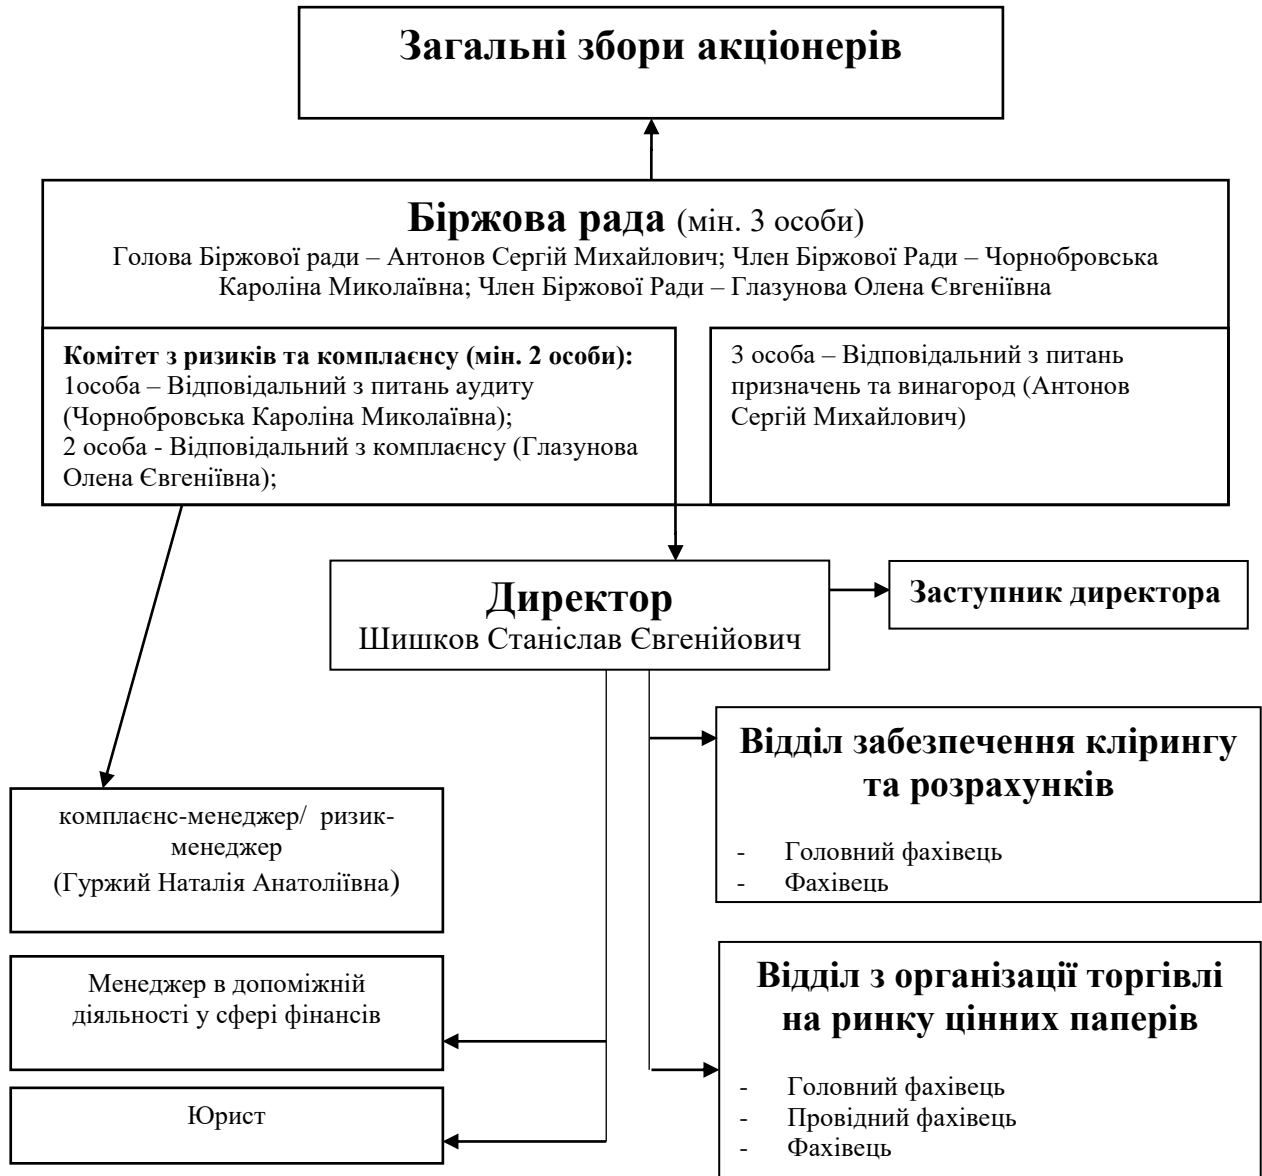 Загальні збори акціонерів
Біржова рада (мін. 3 особи)
Голова Біржової ради – Антонов Сергій Михайлович; Член Біржової Ради – Чорнобровська
Кароліна Миколаївна; Член Біржової Ради – Глазунова Олена Євгеніївна
Комітет з ризиків та комплаєнсу (мін. 2 особи):
1особа – Відповідальний з питань аудиту
(Чорнобровська Кароліна Миколаївна);
2 особа - Відповідальний з комплаєнсу (Глазунова
Олена Євгеніївна);
3 особа – Відповідальний з питань
призначень та винагород (Антонов
Сергій Михайлович)
Директор
Шишков Станіслав Євгенійович
Заступник директора
Відділ забезпечення клірингу
та розрахунків
- Головний фахівець
- Фахівець
комплаєнс-менеджер/ ризик-
менеджер
(Гуржий Наталія Анатоліївна)
Менеджер в допоміжній
діяльності у сфері фінансів
Юрист
Відділ з організації торгівлі
на ринку цінних паперів
- Головний фахівець
- Провідний фахівець
- Фахівець